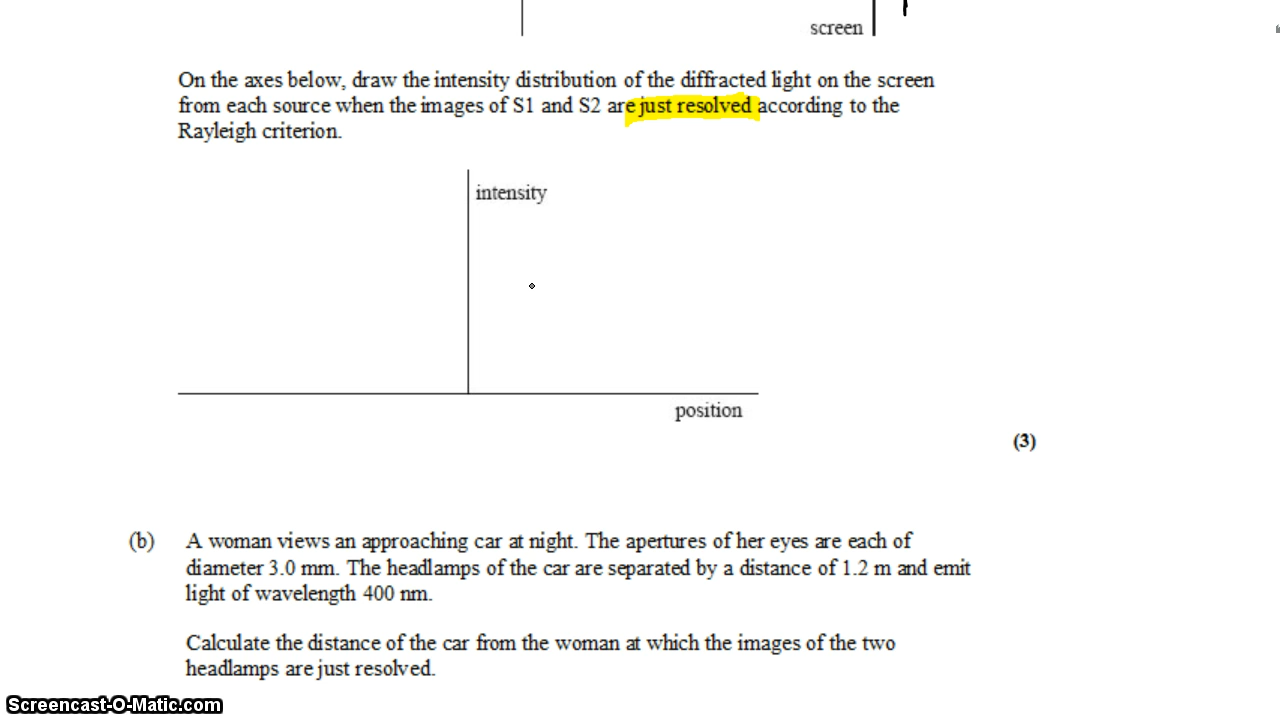 screen
On the axes below, draw the intensity distribution of the diffracted light on the screen
from each source when the images of S1 and S2 are just resolved according to the
Rayleigh criterion.
intensity
position
(3)
(b) A woman views an approaching car at night. The apertures of her eyes are each of
diameter 3.0 mm. The headlamps of the car are separated by a distance of 1.2 m and emit
light of wavelength 400 nm.
Calculate the distance of the car from the woman at which the images of the two
headlamps are just resolved.
Screencast-O-Matic.com